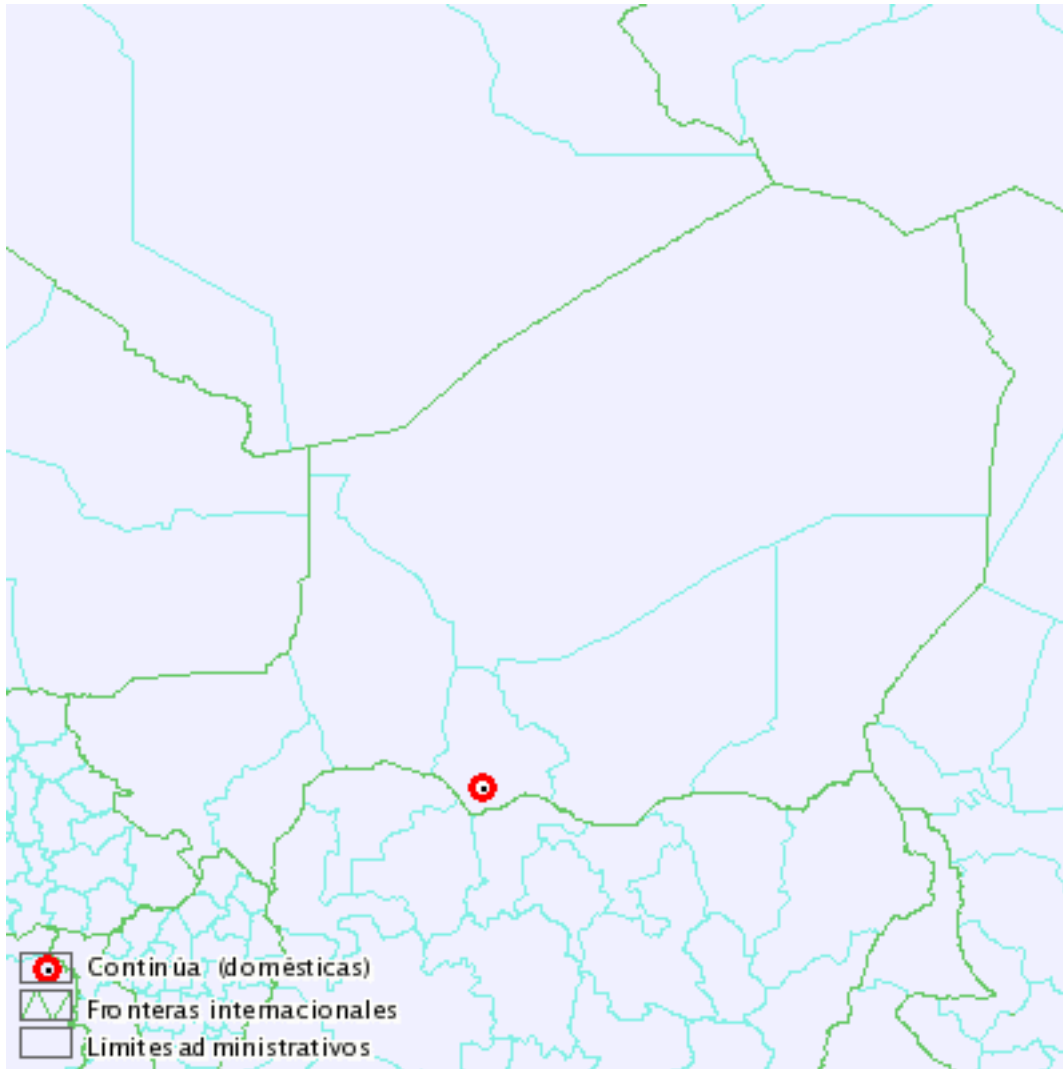 Continúa (domésticas)
Fronteras internacionales
Límites administrativos